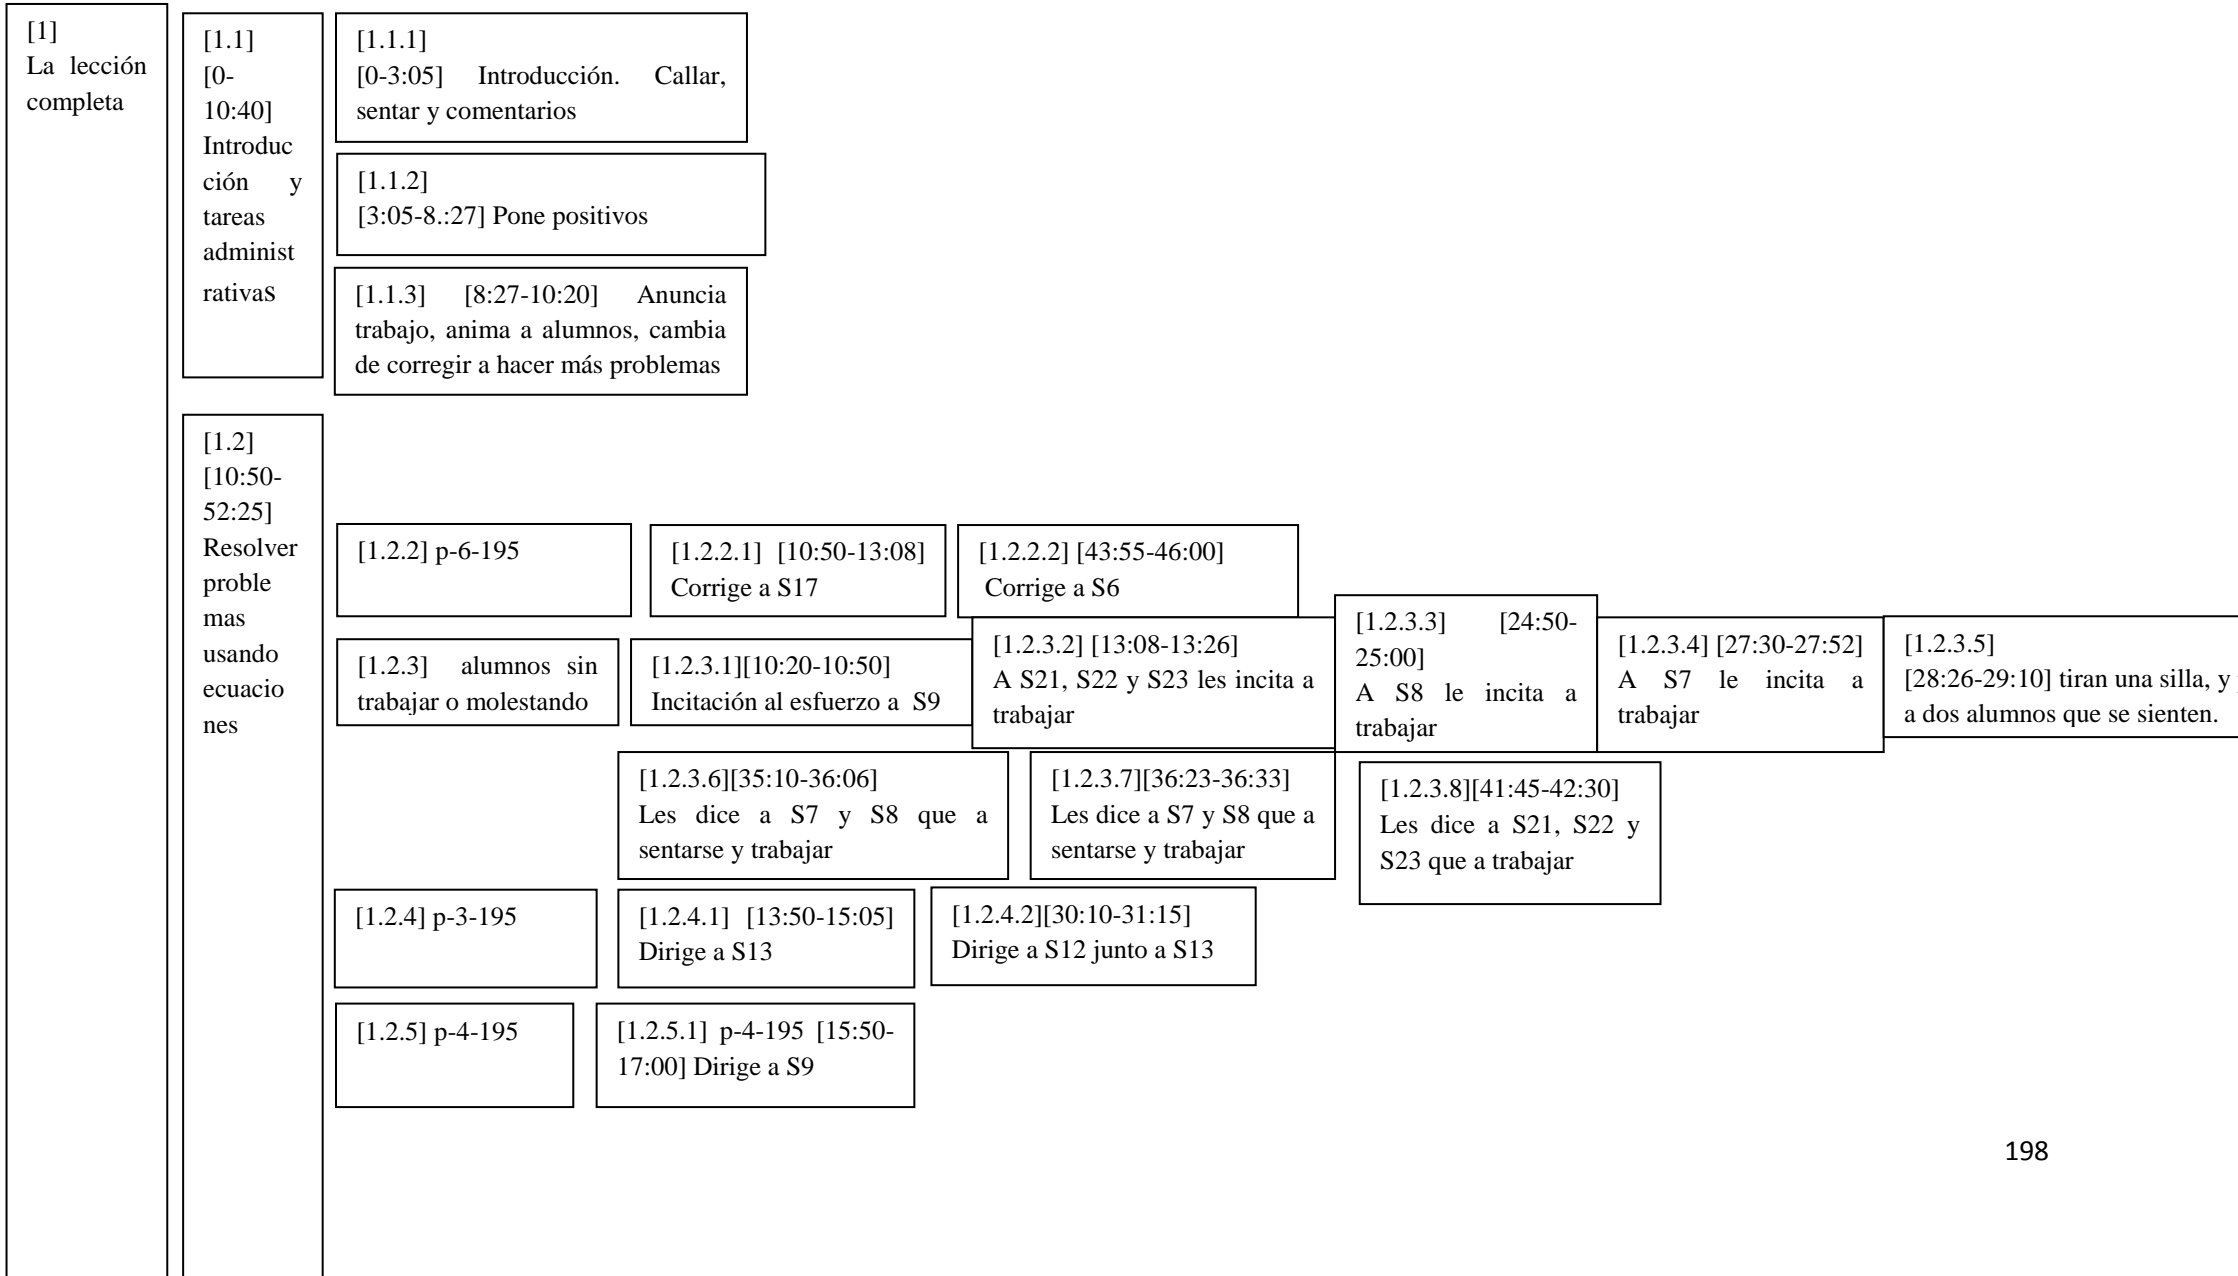 [1]
La lección
completa
[1.1]
[0-
10:40]
Introduc
ción y
tareas
administ
rativas
[1.1.1]
[0-3:05] Introducción. Callar,
sentar y comentarios
[1.1.2]
[3:05-8.:27] Pone positivos
[1.1.3] [8:27-10:20] Anuncia
trabajo, anima a alumnos, cambia
de corregir a hacer más problemas
[1.2]
[10:50-
52:25]
Resolver
proble
mas
usando
ecuacio
nes
[1.2.2] p-6-195
[1.2.2.1] [10:50-13:08]
Corrige a S17
[1.2.2.2] [43:55-46:00]
Corrige a S6
[1.2.3] alumnos sin
trabajar o molestando
[1.2.3.1][10:20-10:50]
Incitación al esfuerzo a S9
[1.2.3.2] [13:08-13:26]
A S21, S22 y S23 les incita a
trabajar
[1.2.3.3] [24:50-
25:00]
A S8 le incita a
trabajar
[1.2.3.4] [27:30-27:52]
A S7 le incita a
trabajar
[1.2.3.5]
[28:26-29:10] tiran una silla, y
a dos alumnos que se sienten.
[1.2.3.6][35:10-36:06]
Les dice a S7 y S8 que a
sentarse y trabajar
[1.2.3.7][36:23-36:33]
Les dice a S7 y S8 que a
sentarse y trabajar
[1.2.3.8][41:45-42:30]
Les dice a S21, S22 y
S23 que a trabajar
[1.2.4] p-3-195
[1.2.4.1] [13:50-15:05]
Dirige a S13
[1.2.4.2][30:10-31:15]
Dirige a S12 junto a S13
[1.2.5] p-4-195
[1.2.5.1] p-4-195 [15:50-
17:00] Dirige a S9
198